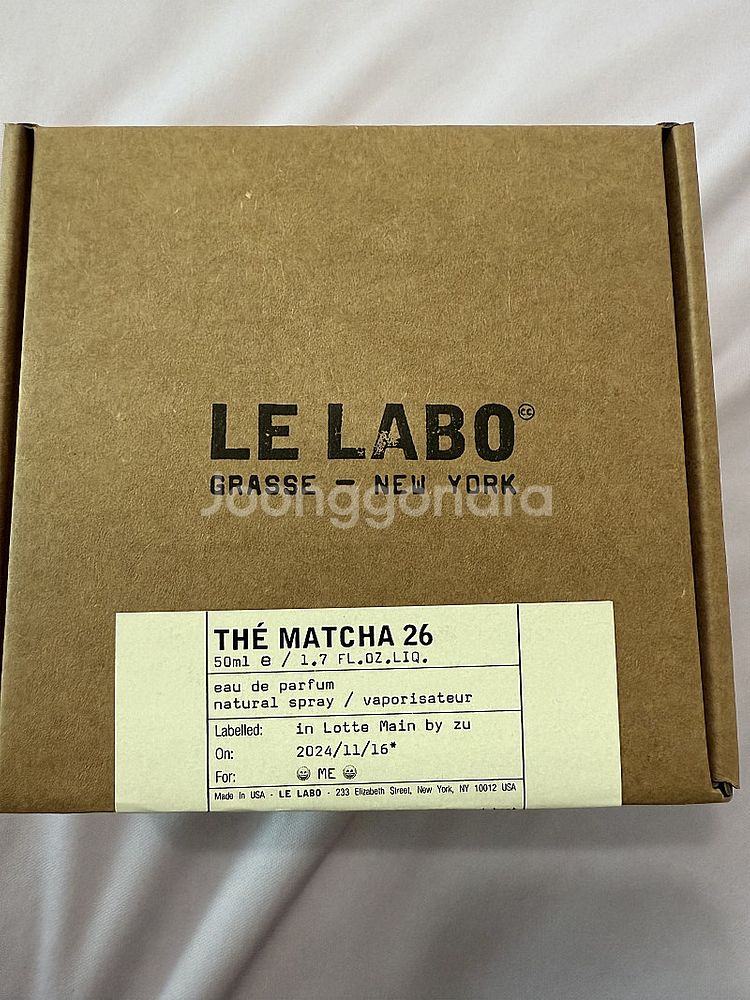 LE LABO
GRASSE — NEW YORK
Joonggonara
THÉ MATCHA 26
50ml e / 1.7 FL.OZ.LIQ.
eau de parfum
natural spray / vaporisateur
Labelled: in Lotte Main by zu
On: 2024/11/16*
For: 😀 ME 😀
Made in USA - LE LABO - 233 Elizabeth Street, New York, NY 10012 USA